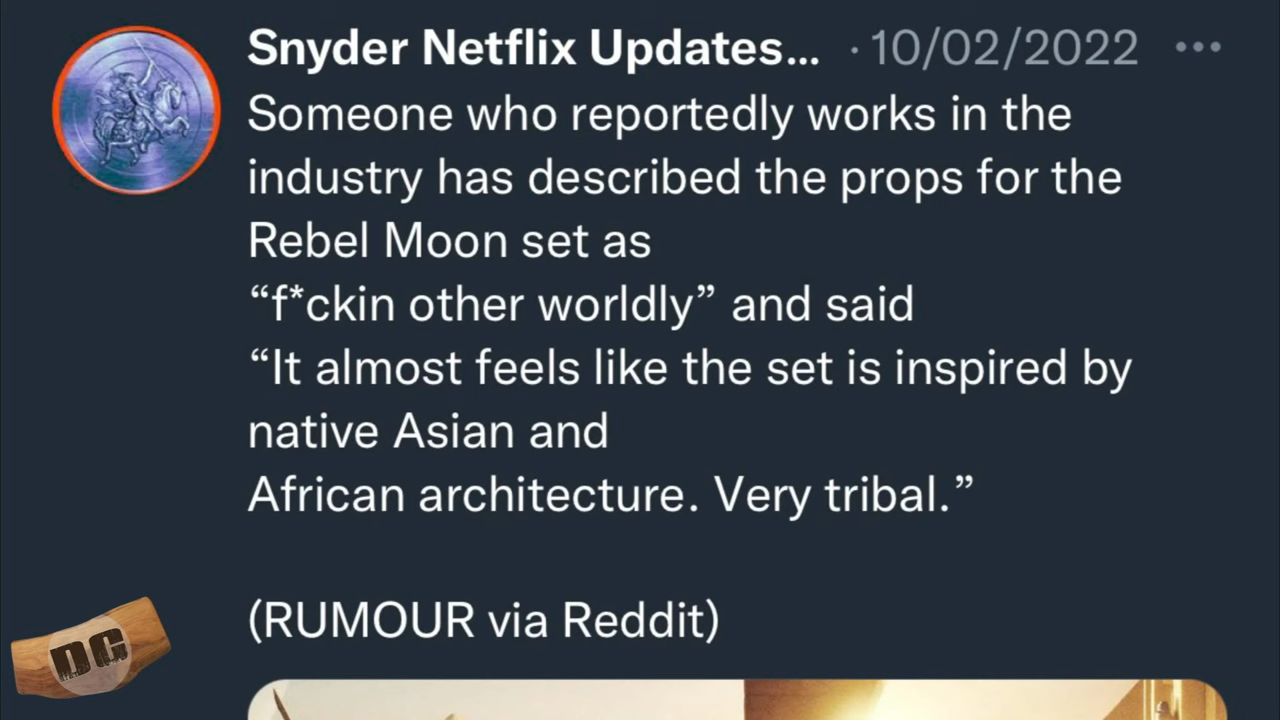 Snyder Netflix Updates... · 10/02/2022 •••
Someone who reportedly works in the
industry has described the props for the
Rebel Moon set as
“f*ckin other worldly” and said
“It almost feels like the set is inspired by
native Asian and
African architecture. Very tribal.”
(RUMOUR via Reddit)
DC